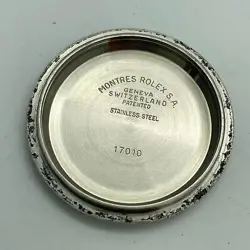 MONTRES ROLEX S.A.
GENEVA
SWITZERLAND
PATENTED
STAINLESS STEEL
17010